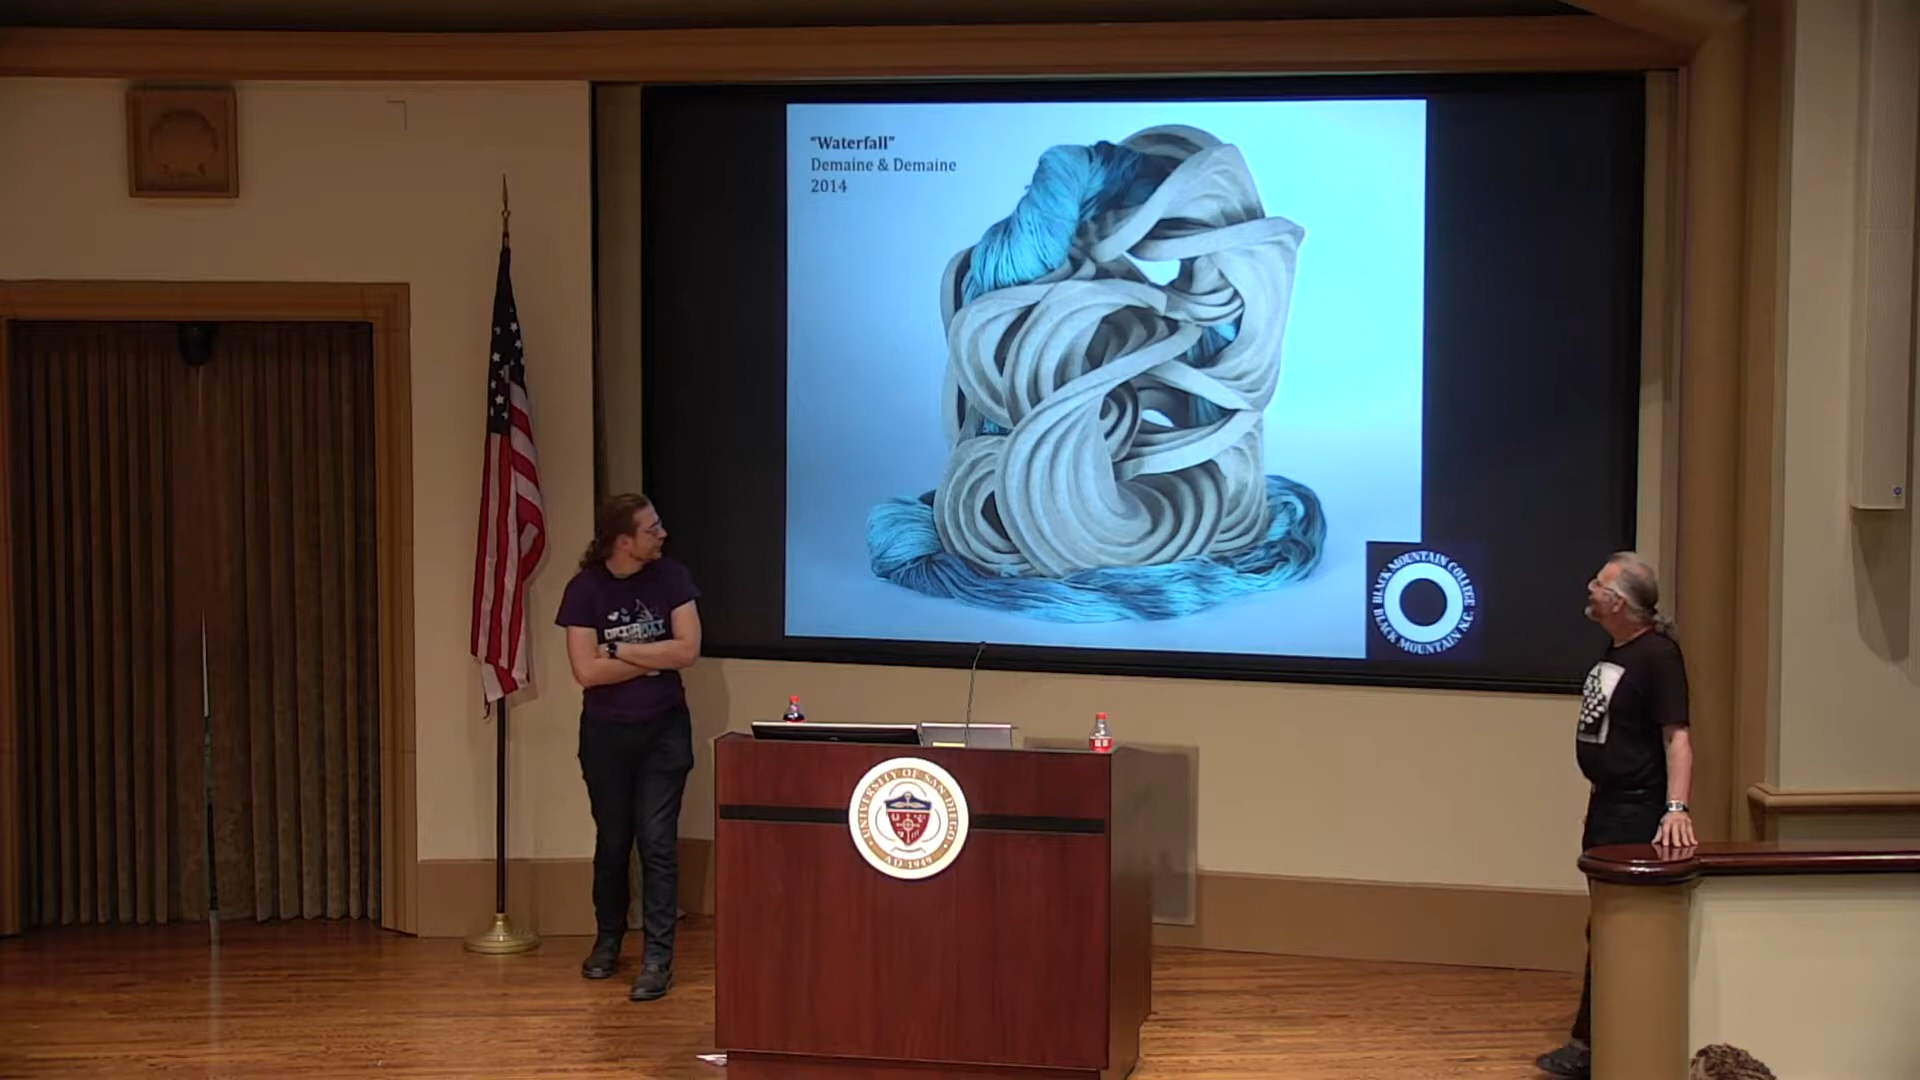 “Waterfall”
Demaine & Demaine
2014
BLACK MOUNTAIN COLLEGE
BLACK MOUNTAIN N.C.
UNIVERSITY OF SAN DIEGO
AD 1949